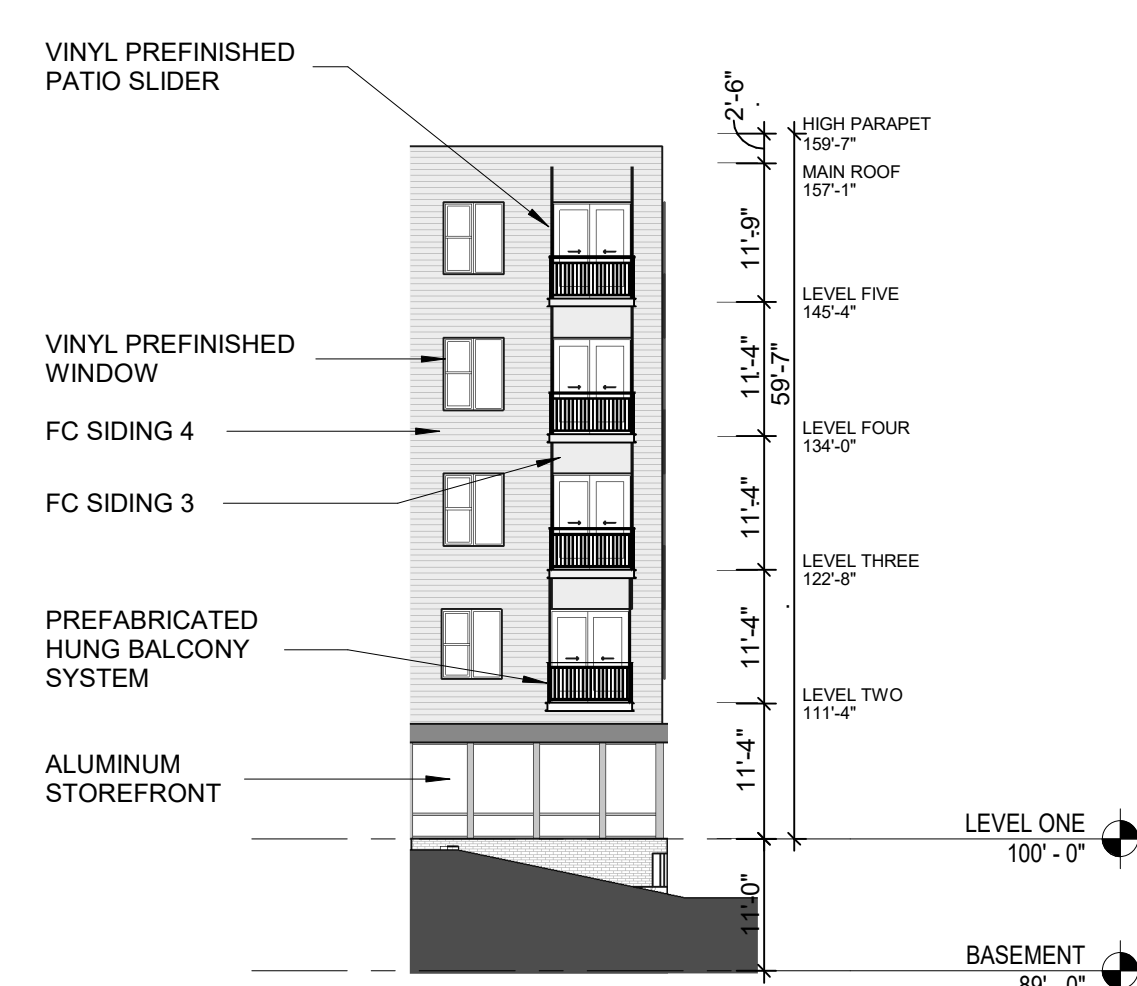 VINYL PREFINISHED
PATIO SLIDER
VINYL PREFINISHED
WINDOW
FC SIDING 4
FC SIDING 3
PREFABRICATED
HUNG BALCONY
SYSTEM
ALUMINUM
STOREFRONT
2'-6"
11'-9"
11'-4"
11'-4"
11'-4"
11'-4"
11'-0"
59'-7"
HIGH PARAPET
159'-7"
MAIN ROOF
157'-1"
LEVEL FIVE
145'-4"
LEVEL FOUR
134'-0"
LEVEL THREE
122'-8"
LEVEL TWO
111'-4"
LEVEL ONE
100' - 0"
BASEMENT
89' - 0"